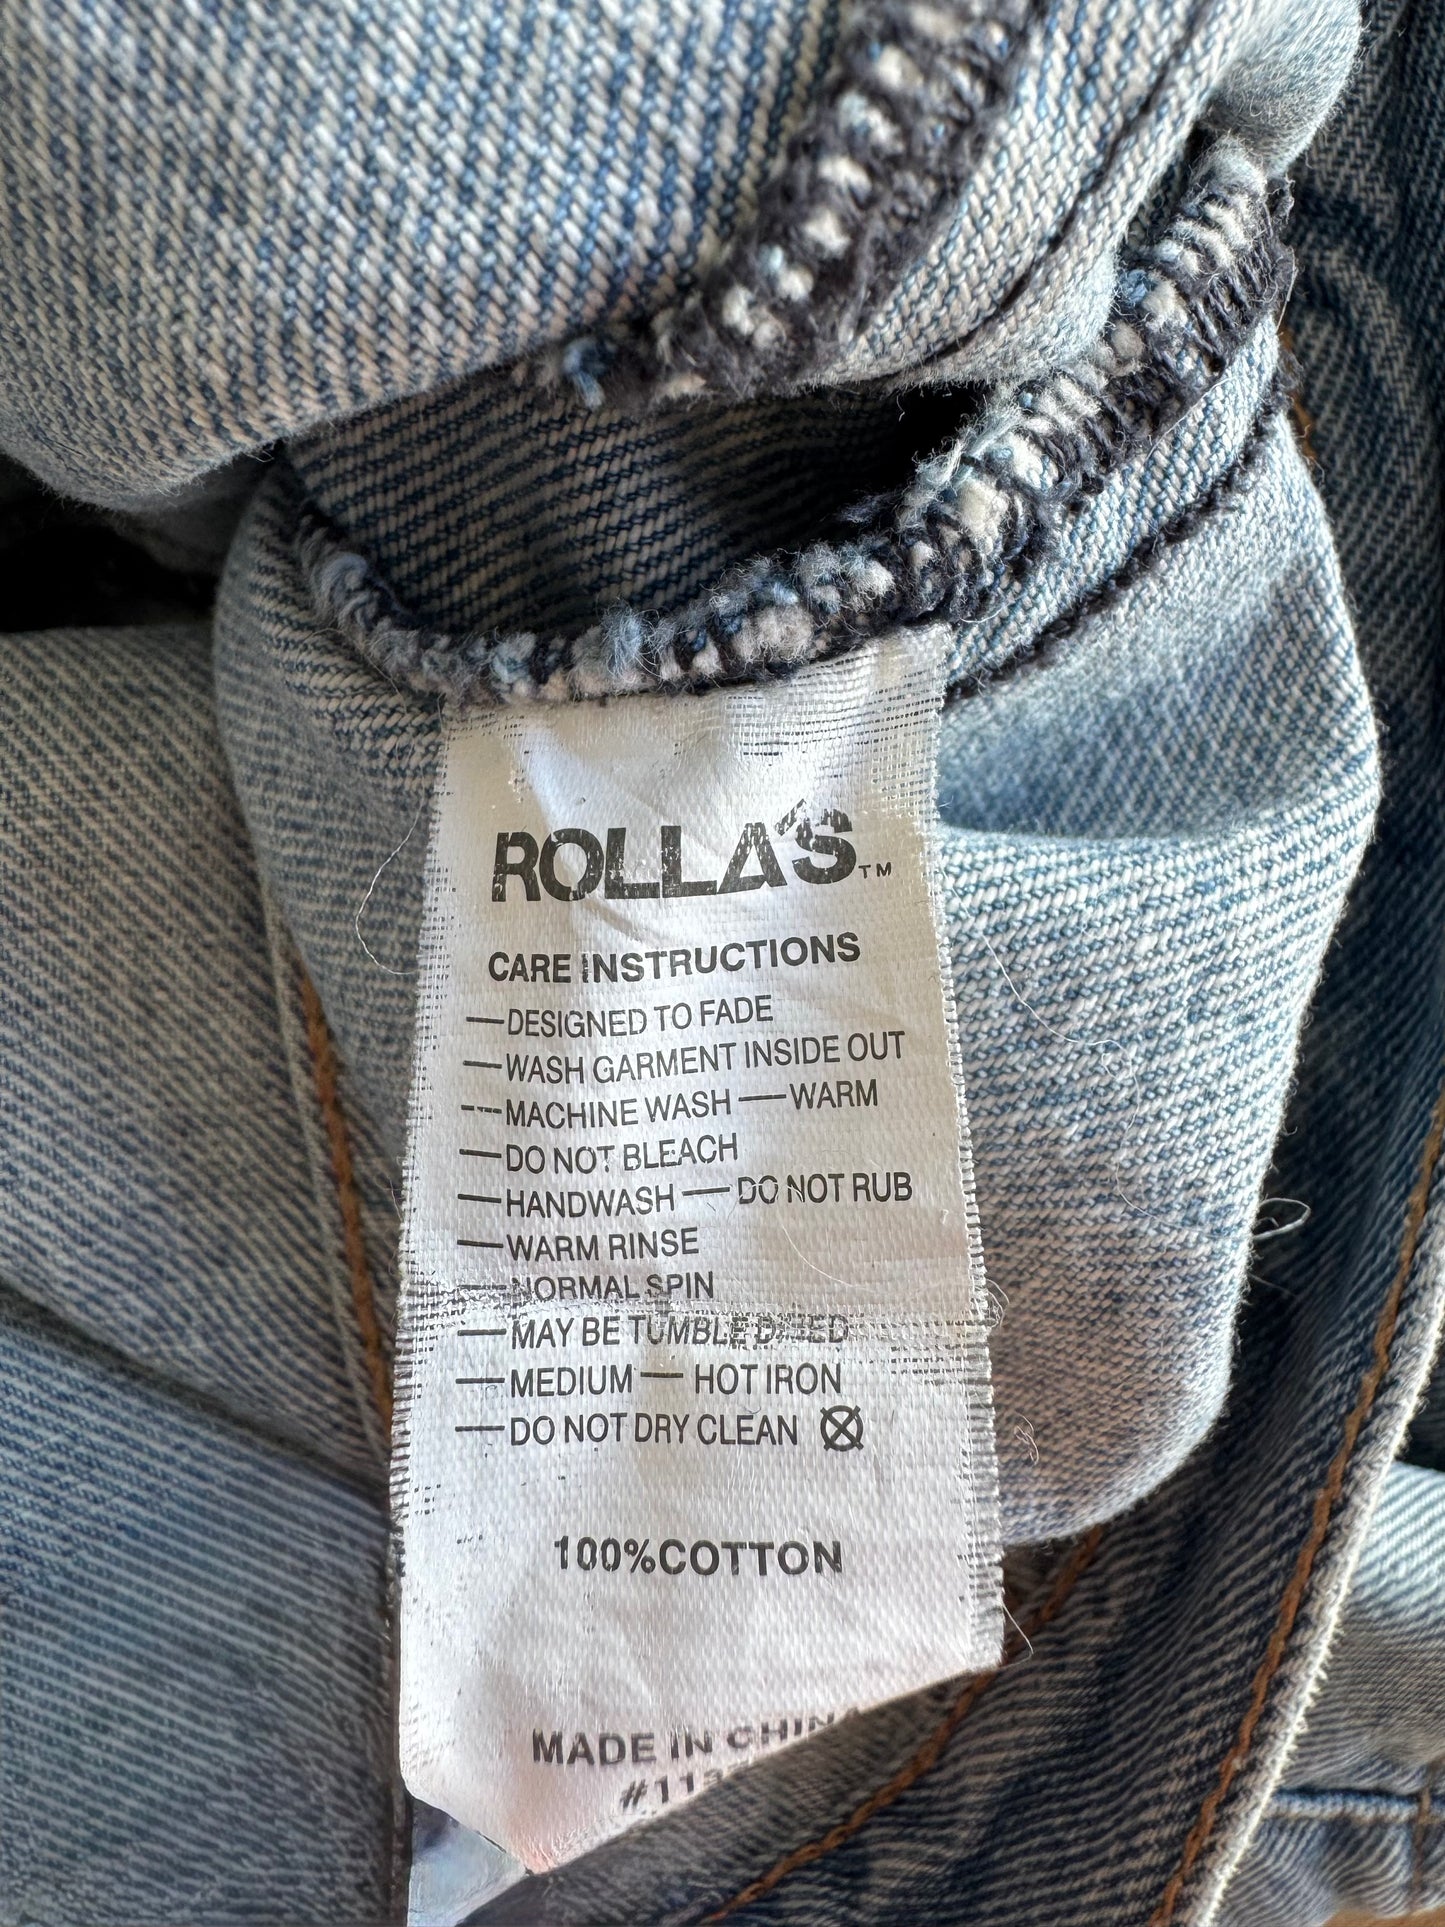 ROLLA'S™
CARE INSTRUCTIONS
—DESIGNED TO FADE
—WASH GARMENT INSIDE OUT
—MACHINE WASH — WARM
—DO NOT BLEACH
—HANDWASH — DO NOT RUB
—WARM RINSE
—NORMAL SPIN
—MAY BE TUMBLE DRIED
—MEDIUM — HOT IRON
—DO NOT DRY CLEAN
100%COTTON
MADE IN CHINA